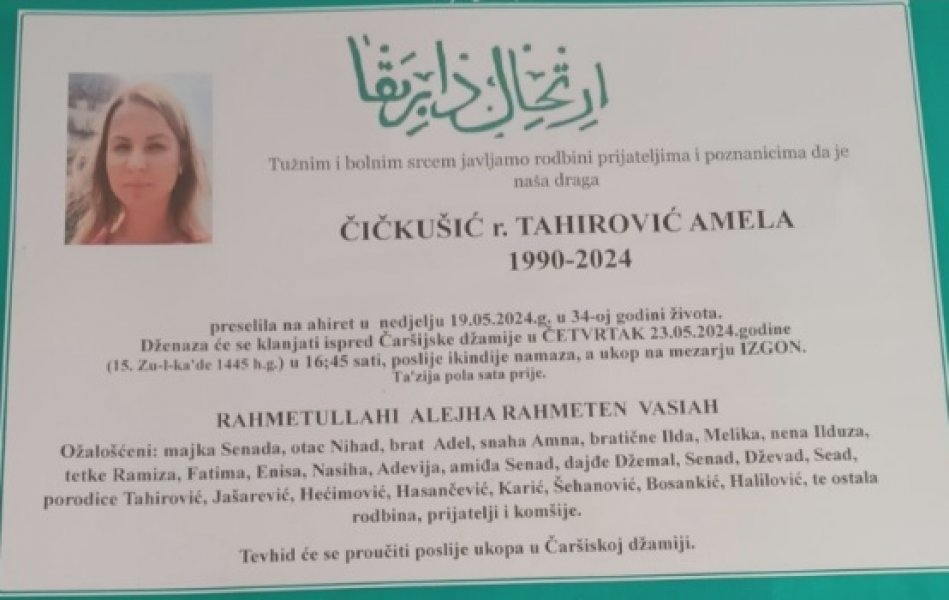 ارتحال دار بقا
Tužnim i bolnim srcem javljamo rodbini prijateljima i poznanicima da je
naša draga
ČIČKUŠIĆ r. TAHIROVIĆ AMELA
1990-2024
preselila na ahiret u nedjelju 19.05.2024.g. u 34-oj godini života.
Dženaza će se klanjati ispred Čaršijske džamije u ČETVRTAK 23.05.2024.godine
(15. Zu-l-ka'de 1445 h.g.) u 16;45 sati, poslije ikindije namaza, a ukop na mezarju IZGON.
Ta'zija pola sata prije.
RAHMETULLAHI ALEJHA RAHMETEN VASIAH
Ožalošćeni: majka Senada, otac Nihad, brat Adel, snaha Amna, bratične Ilda, Melika, nena Ilduza,
tetke Ramiza, Fatima, Enisa, Nasiha, Adevija, amiđa Senad, dajđe Džemal, Senad, Dževad, Sead,
porodice Tahirović, Jašarević, Hećimović, Hasančević, Karić, Šehanović, Bosankić, Halilović, te ostala
rodbina, prijatelji i komšije.
Tevhid će se proučiti poslije ukopa u Čaršiskoj džamiji.